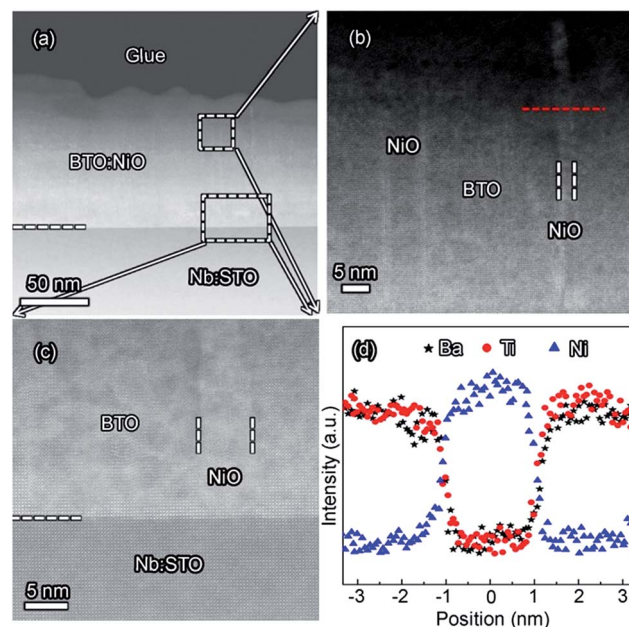 (a)
Glue
BTO:NiO
Nb:STO
50 nm
(b)
NiO
BTO
NiO
5 nm
(c)
BTO
NiO
Nb:STO
5 nm
(d)
Ba Ti Ni
Intensity (a.u.)
-3 -2 -1 0 1 2 3
Position (nm)